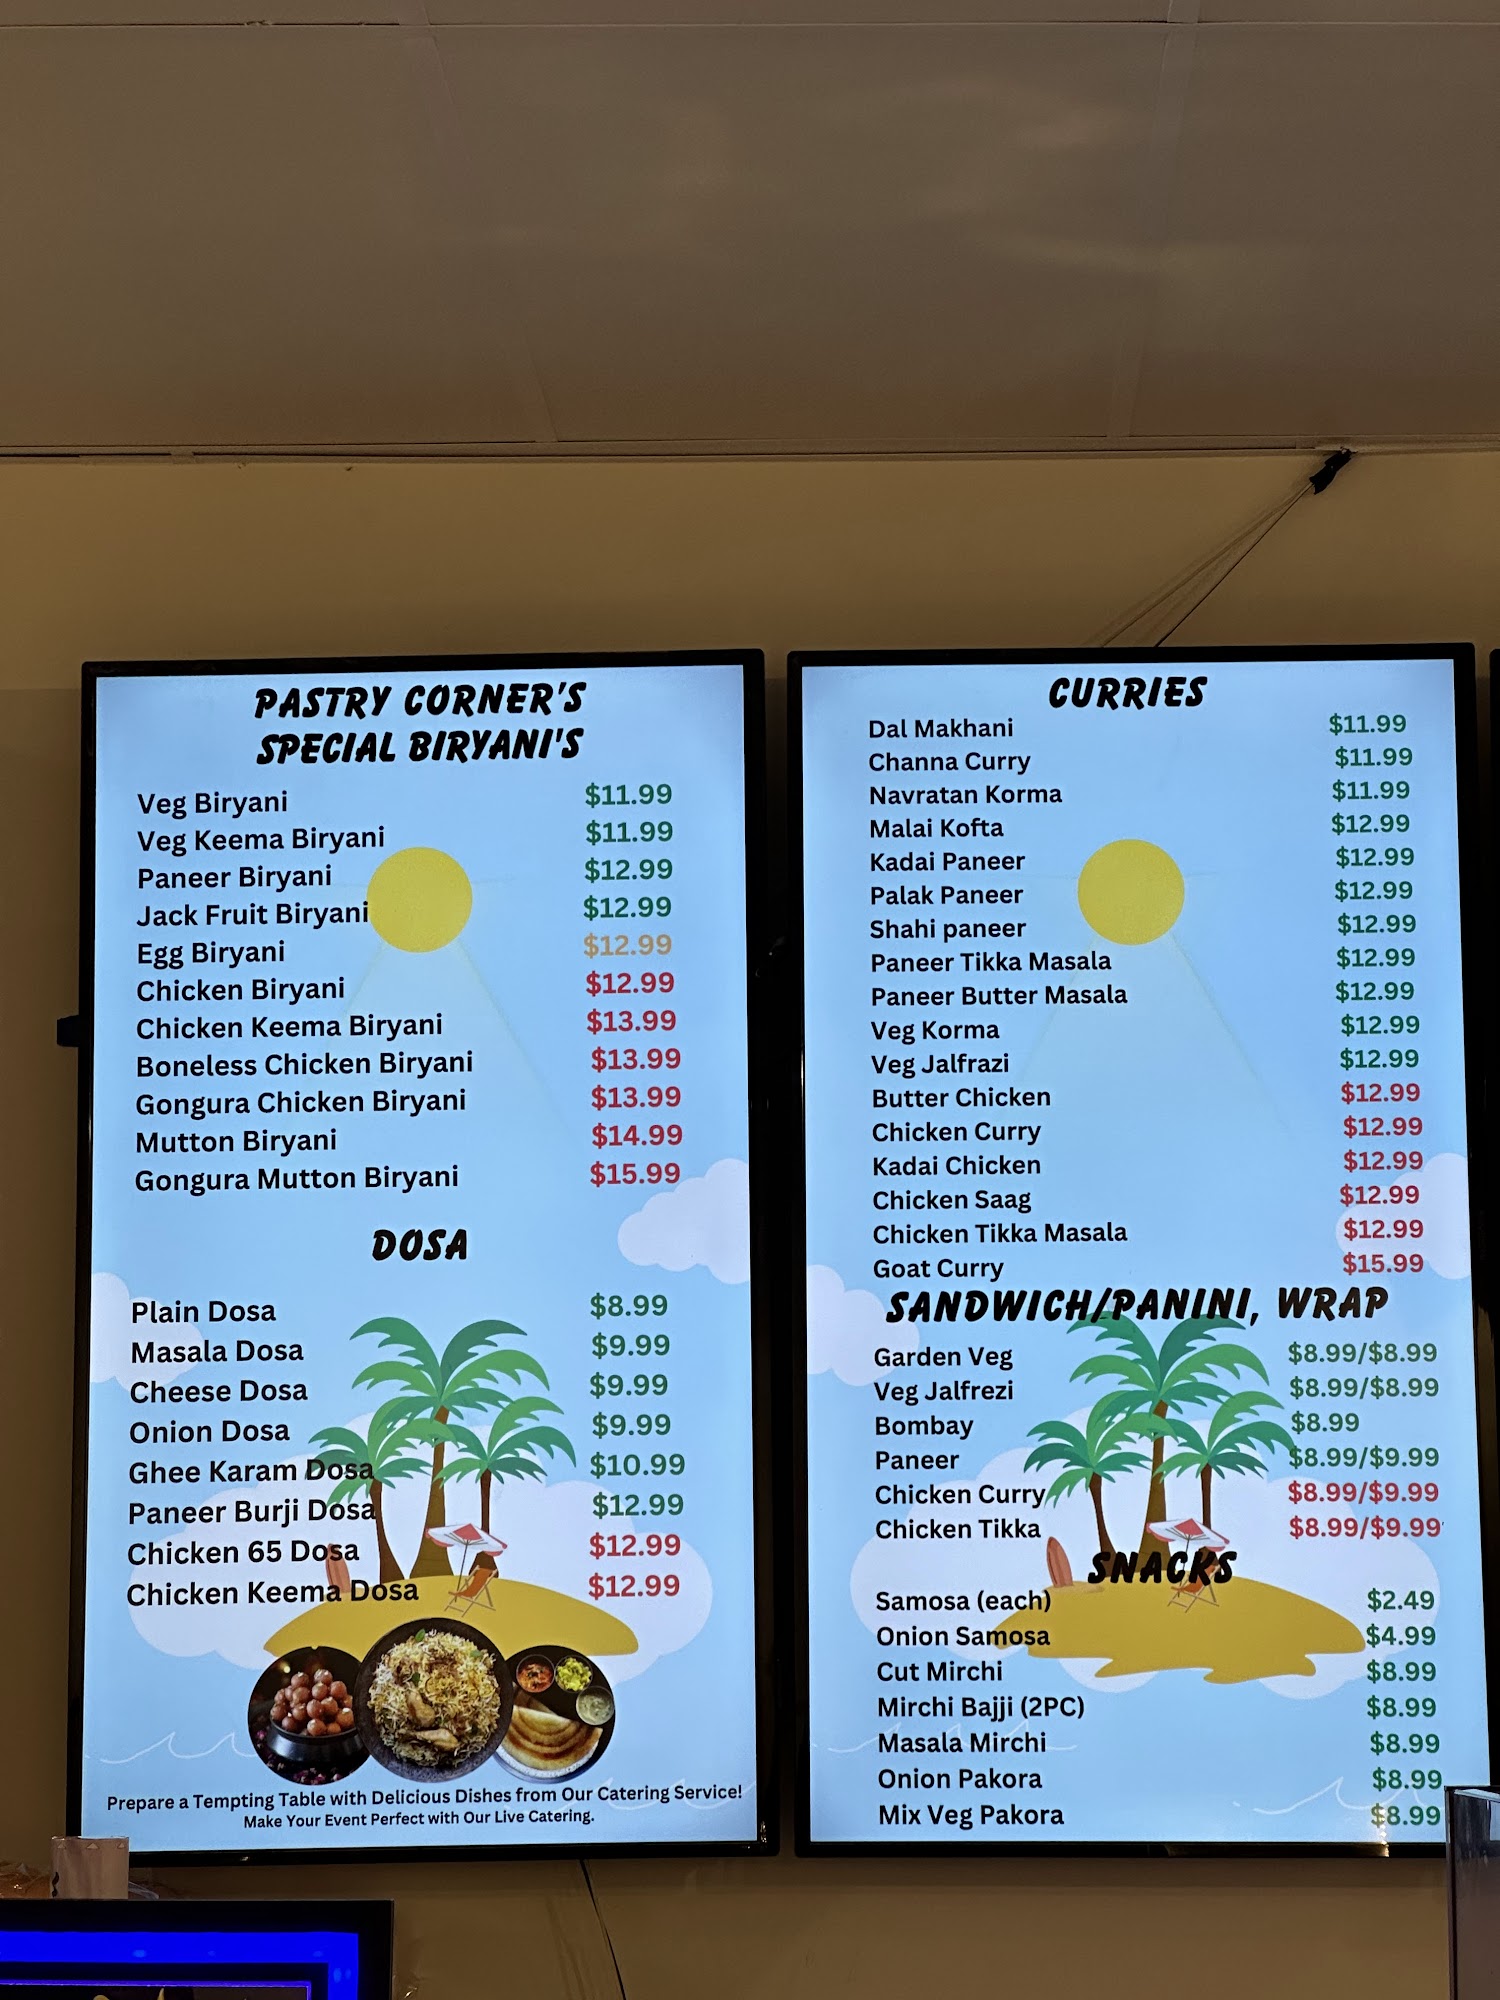 PASTRY CORNER'S
SPECIAL BIRYANI'S
Veg Biryani $11.99
Veg Keema Biryani $11.99
Paneer Biryani $12.99
Jack Fruit Biryani $12.99
Egg Biryani $12.99
Chicken Biryani $12.99
Chicken Keema Biryani $13.99
Boneless Chicken Biryani $13.99
Gongura Chicken Biryani $13.99
Mutton Biryani $14.99
Gongura Mutton Biryani $15.99
DOSA
Plain Dosa $8.99
Masala Dosa $9.99
Cheese Dosa $9.99
Onion Dosa $9.99
Ghee Karam Dosa $10.99
Paneer Burji Dosa $12.99
Chicken 65 Dosa $12.99
Chicken Keema Dosa $12.99
Prepare a Tempting Table with Delicious Dishes from Our Catering Service!
Make Your Event Perfect with Our Live Catering.
CURRIES
Dal Makhani $11.99
Channa Curry $11.99
Navratan Korma $11.99
Malai Kofta $12.99
Kadai Paneer $12.99
Palak Paneer $12.99
Shahi paneer $12.99
Paneer Tikka Masala $12.99
Paneer Butter Masala $12.99
Veg Korma $12.99
Veg Jalfrazi $12.99
Butter Chicken $12.99
Chicken Curry $12.99
Kadai Chicken $12.99
Chicken Saag $12.99
Chicken Tikka Masala $12.99
Goat Curry $15.99
SANDWICH/PANINI, WRAP
Garden Veg $8.99/$8.99
Veg Jalfrezi $8.99/$8.99
Bombay $8.99
Paneer $8.99/$9.99
Chicken Curry $8.99/$9.99
Chicken Tikka $8.99/$9.99
SNACKS
Samosa (each) $2.49
Onion Samosa $4.99
Cut Mirchi $8.99
Mirchi Bajji (2PC) $8.99
Masala Mirchi $8.99
Onion Pakora $8.99
Mix Veg Pakora $8.99